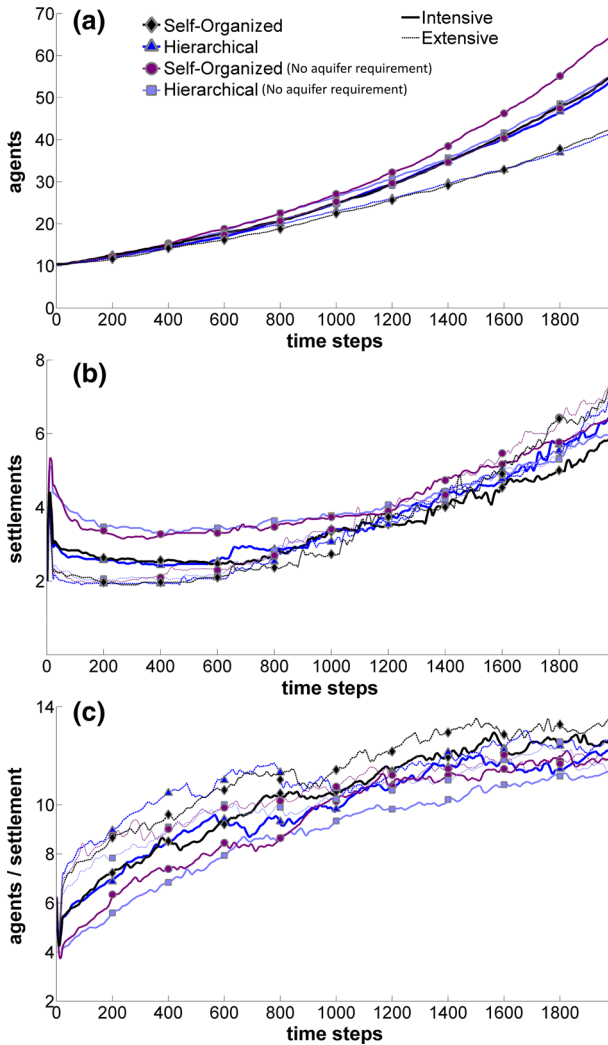 (a)
Self-Organized
Hierarchical
Self-Organized (No aquifer requirement)
Hierarchical (No aquifer requirement)
Intensive
Extensive
70
60
50
40
30
20
10
0
agents
0 200 400 600 800 1000 1200 1400 1600 1800
time steps
(b)
8
6
4
2
settlements
200 400 600 800 1000 1200 1400 1600 1800
time steps
(c)
14
12
10
8
6
4
2
agents / settlement
0 200 400 600 800 1000 1200 1400 1600 1800
time steps